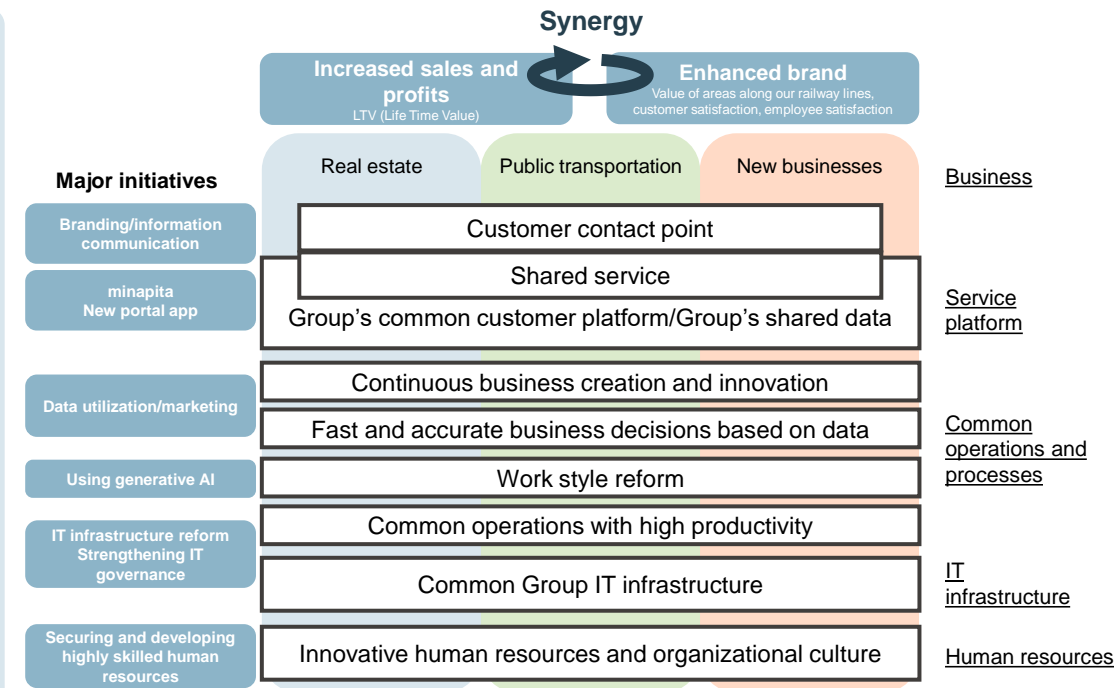 Synergy
Increased sales and
profits
LTV (Life Time Value)
Enhanced brand
Value of areas along our railway lines,
customer satisfaction, employee satisfaction
Major initiatives
Real estate
Public transportation
New businesses
Business
Branding/information
communication
Customer contact point
minapita
New portal app
Shared service
Group's common customer platform/Group's shared data
Service
platform
Data utilization/marketing
Continuous business creation and innovation
Fast and accurate business decisions based on data
Common
operations and
processes
Using generative AI
Work style reform
IT infrastructure reform
Strengthening IT
governance
Common operations with high productivity
Common Group IT infrastructure
IT
infrastructure
Securing and developing
highly skilled human
resources
Innovative human resources and organizational culture
Human resources